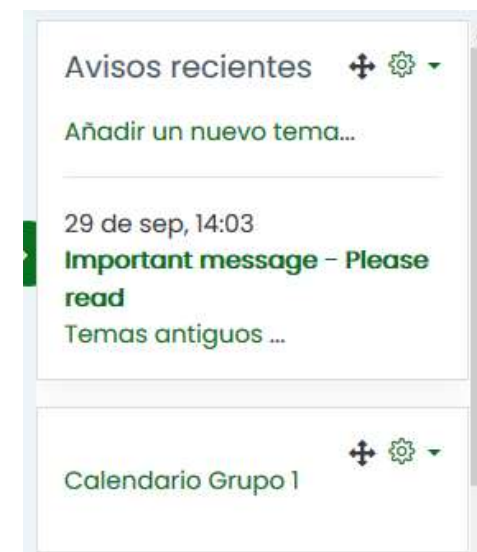 Avisos recientes
Añadir un nuevo tema...
29 de sep, 14:03
Important message - Please
read
Temas antiguos ...
Calendario Grupo 1